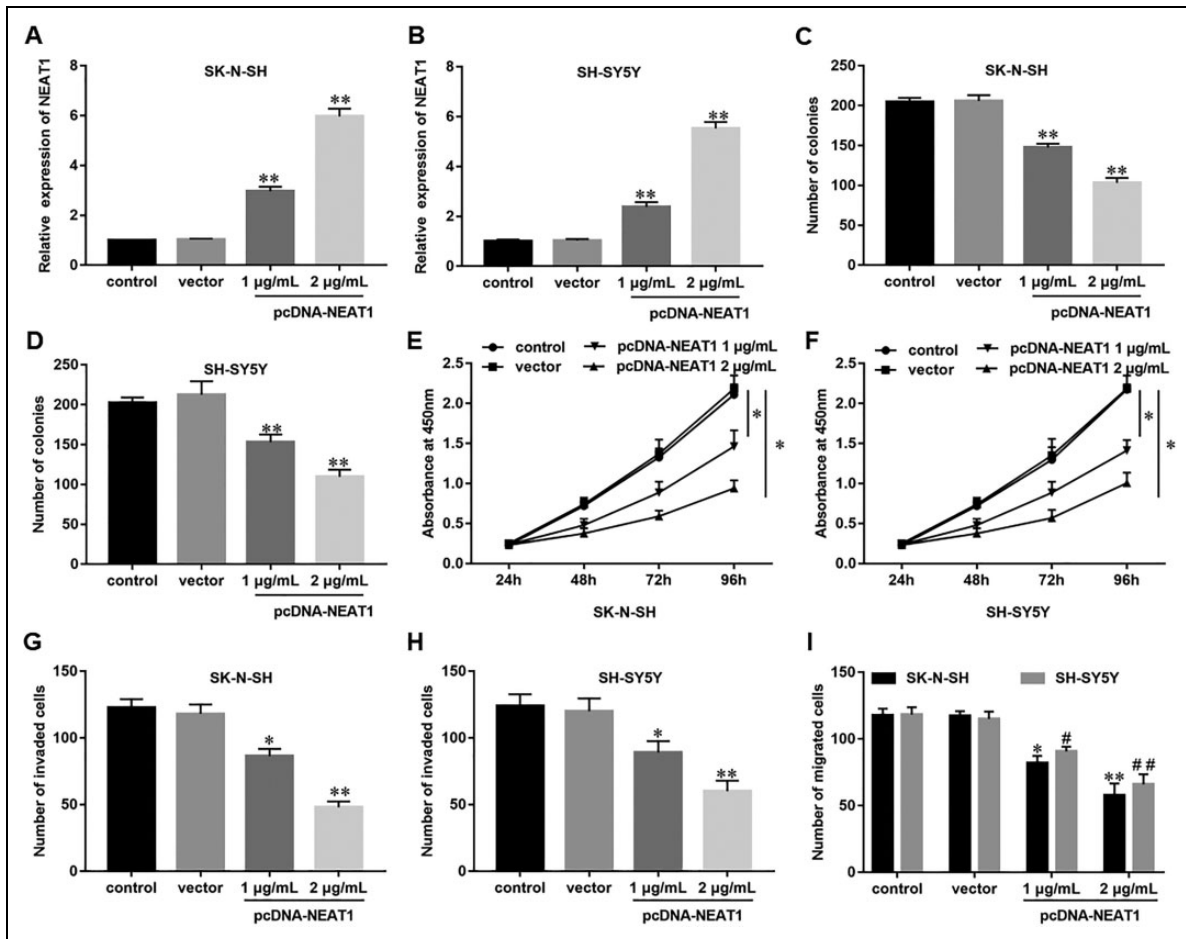 A
SK-N-SH
Relative expression of NEAT1
8
6
4
2
0
**
**
control vector 1 μg/mL 2 μg/mL
pcDNA-NEAT1
B
SH-SY5Y
Relative expression of NEAT1
8
6
4
2
0
**
**
control vector 1 μg/mL 2 μg/mL
pcDNA-NEAT1
C
SK-N-SH
Number of colonies
250
200
150
100
50
0
**
**
control vector 1 μg/mL 2 μg/mL
pcDNA-NEAT1
D
SH-SY5Y
Number of colonies
250
200
150
100
50
0
**
**
control vector 1 μg/mL 2 μg/mL
pcDNA-NEAT1
E
control pcDNA-NEAT1 1 μg/mL
vector pcDNA-NEAT1 2 μg/mL
Absorbance at 450nm
2.5
2.0
1.5
1.0
0.5
0.0
*
*
24h 48h 72h 96h
SK-N-SH
F
control pcDNA-NEAT1 1 μg/mL
vector pcDNA-NEAT1 2 μg/mL
Absorbance at 450nm
2.5
2.0
1.5
1.0
0.5
0.0
*
*
24h 48h 72h 96h
SH-SY5Y
G
SK-N-SH
Number of invaded cells
150
100
50
0
*
**
control vector 1 μg/mL 2 μg/mL
pcDNA-NEAT1
H
SH-SY5Y
Number of invaded cells
150
100
50
0
*
**
control vector 1 μg/mL 2 μg/mL
pcDNA-NEAT1
I
SK-N-SH SH-SY5Y
Number of migrated cells
150
100
50
0
* #
** ##
control vector 1 μg/mL 2 μg/mL
pcDNA-NEAT1